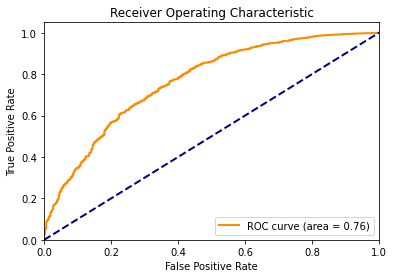 Receiver Operating Characteristic
True Positive Rate
1.0
0.8
0.6
0.4
0.2
0.0
ROC curve (area = 0.76)
0.0 0.2 0.4 0.6 0.8 1.0
False Positive Rate